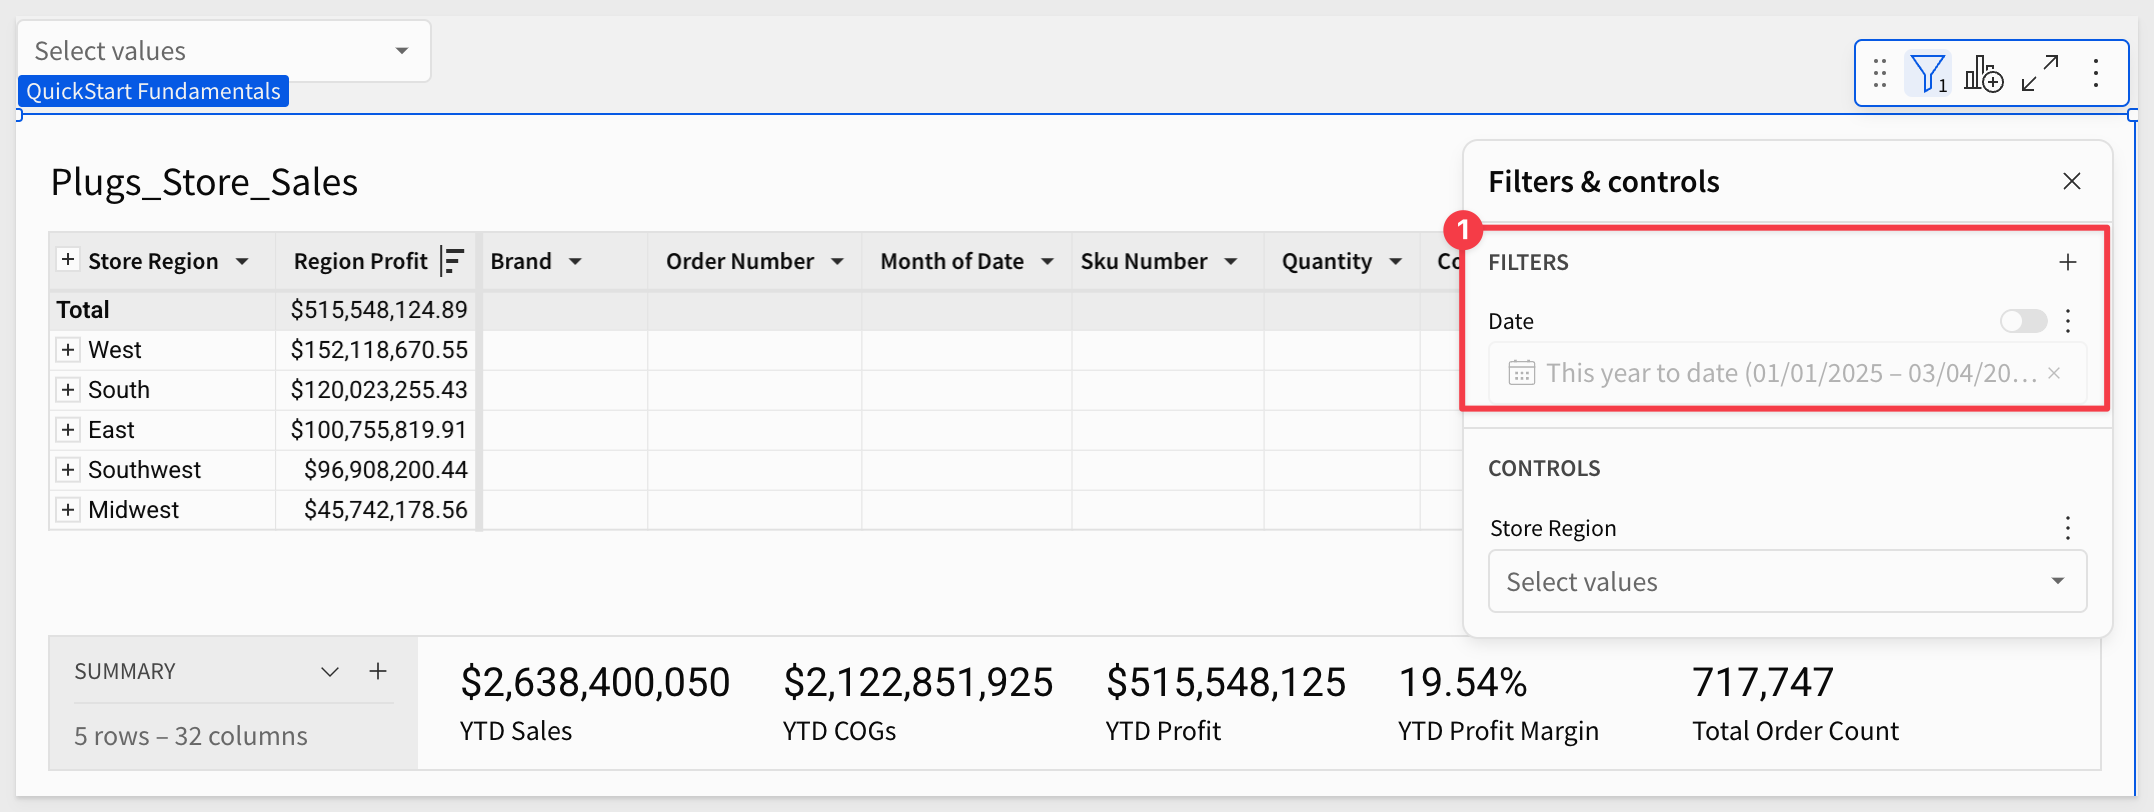 Select values
QuickStart Fundamentals
1
Plugs_Store_Sales
Filters & controls
1
Store Region Region Profit Brand Order Number Month of Date Sku Number Quantity Co
FILTERS
Total $515,548,124.89
West $152,118,670.55
South $120,023,255.43
East $100,755,819.91
Southwest $96,908,200.44
Midwest $45,742,178.56
Date
This year to date (01/01/2025 – 03/04/20...
CONTROLS
Store Region
Select values
SUMMARY
5 rows – 32 columns
$2,638,400,050 $2,122,851,925 $515,548,125 19.54% 717,747
YTD Sales YTD COGs YTD Profit YTD Profit Margin Total Order Count